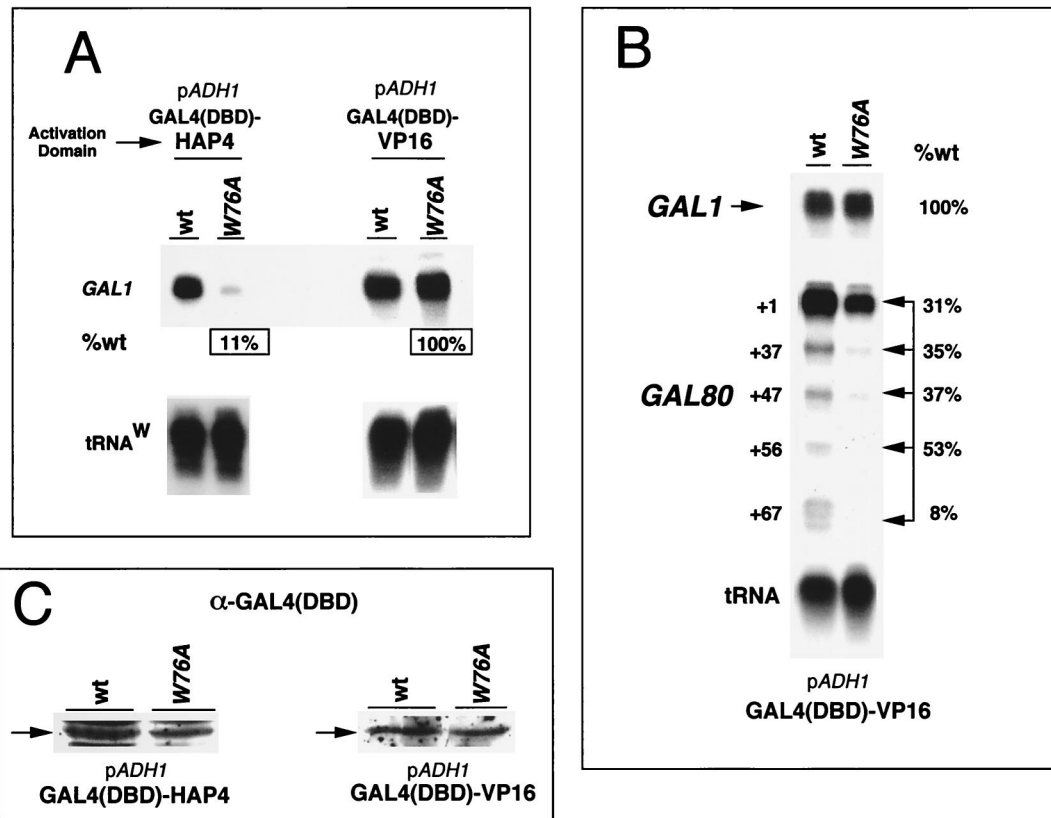 A
pADH1
GAL4(DBD)-
HAP4
pADH1
GAL4(DBD)-
VP16
Activation
Domain
wt
W76A
wt
W76A
GAL1
%wt
11%
100%
tRNAW
B
wt
W76A
%wt
GAL1
100%
+1
31%
+37
35%
GAL80
+47
37%
+56
53%
+67
8%
tRNA
pADH1
GAL4(DBD)-VP16
C
α-GAL4(DBD)
wt
W76A
wt
W76A
pADH1
GAL4(DBD)-HAP4
pADH1
GAL4(DBD)-VP16